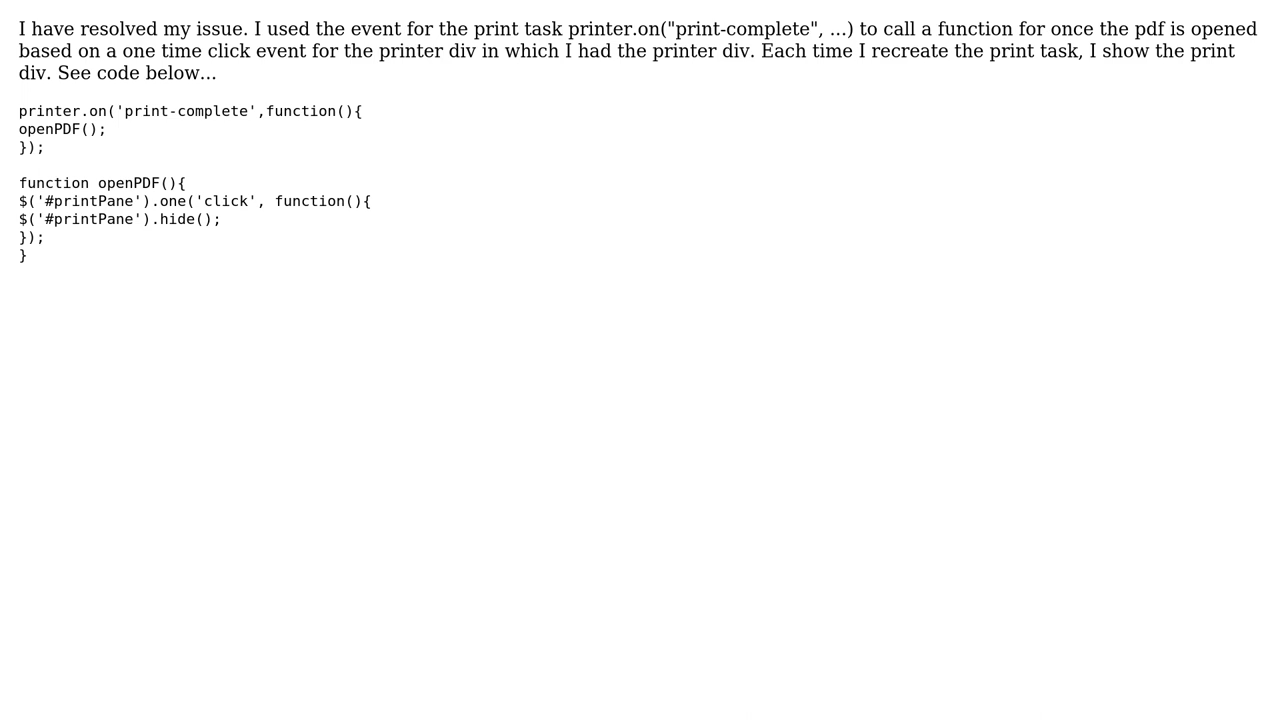 I have resolved my issue. I used the event for the print task printer.on("print-complete", ...) to call a function for once the pdf is opened
based on a one time click event for the printer div in which I had the printer div. Each time I recreate the print task, I show the print
div. See code below...
printer.on('print-complete',function(){
openPDF();
});
function openPDF(){
$('#printPane').one('click', function(){
$('#printPane').hide();
});
}